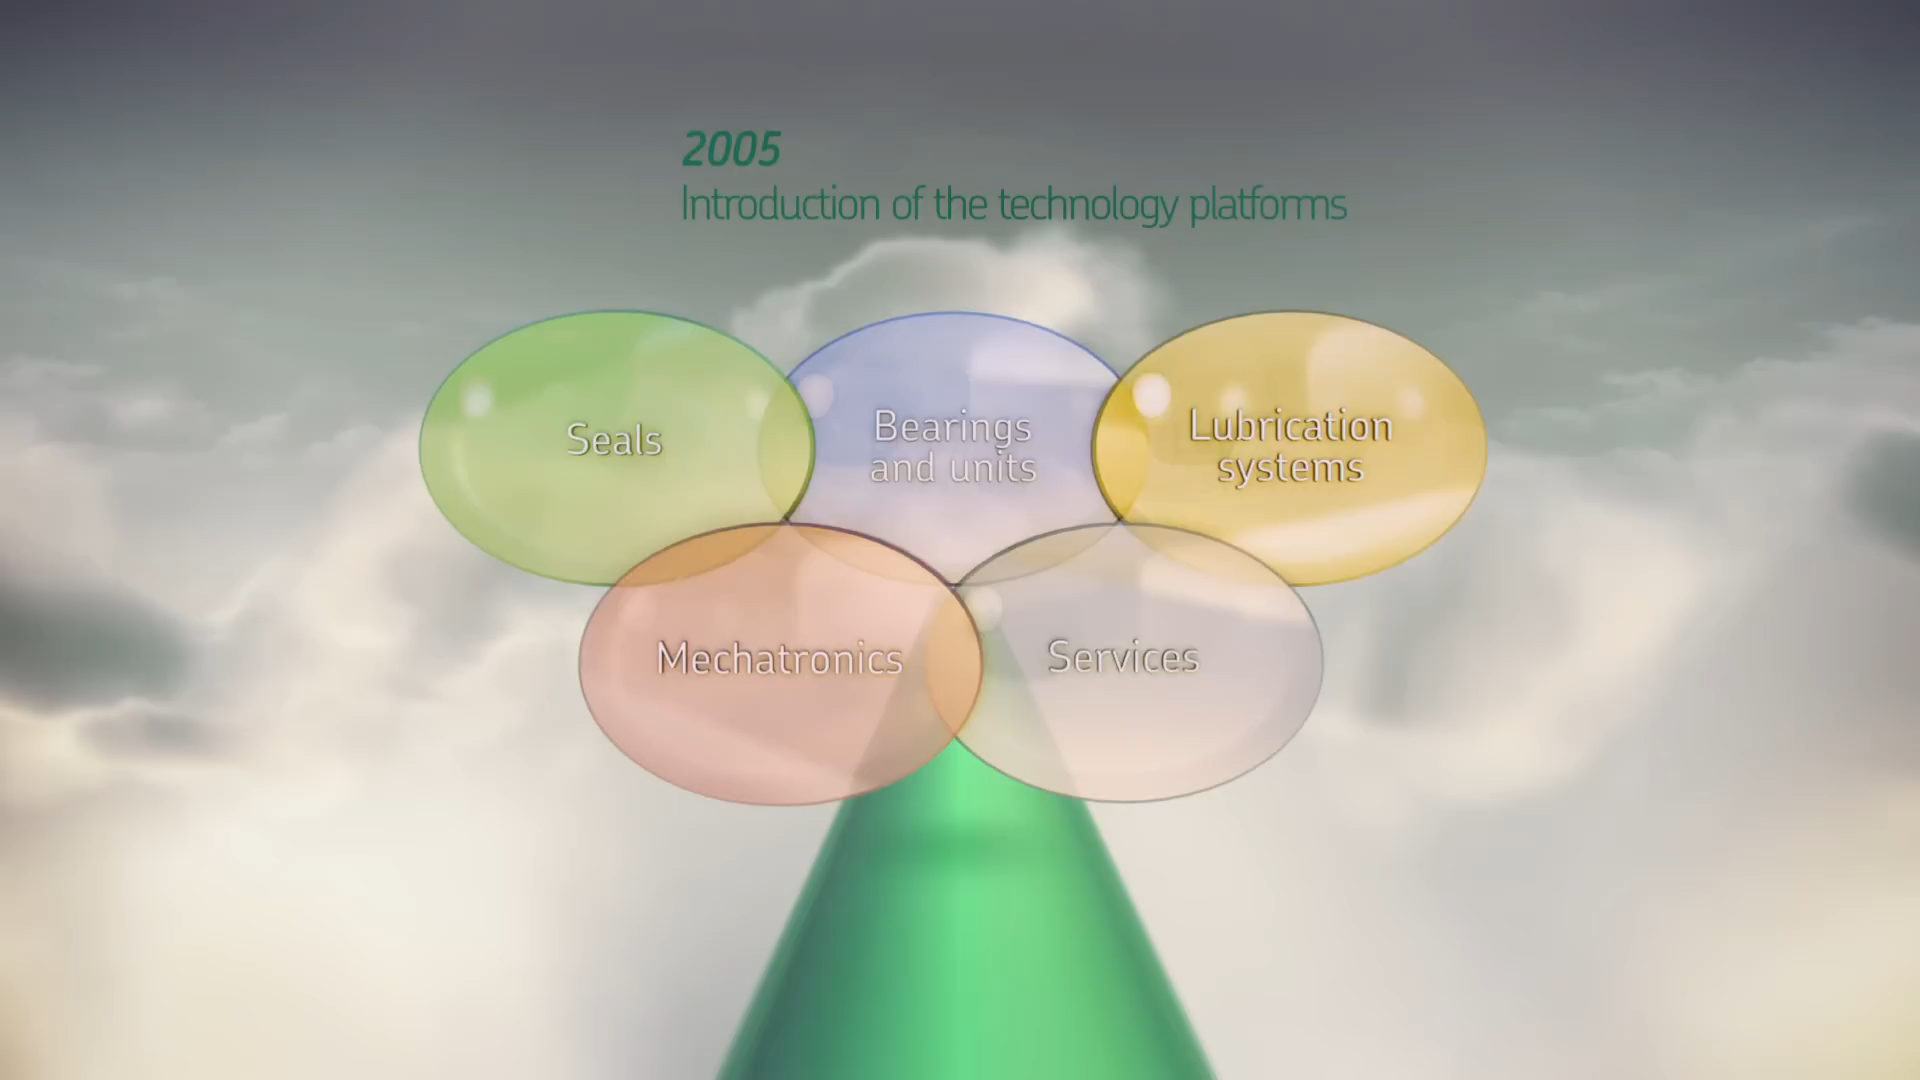 2005
Introduction of the technology platforms
Seals
Bearings
and units
Lubrication
systems
Mechatronics
Services